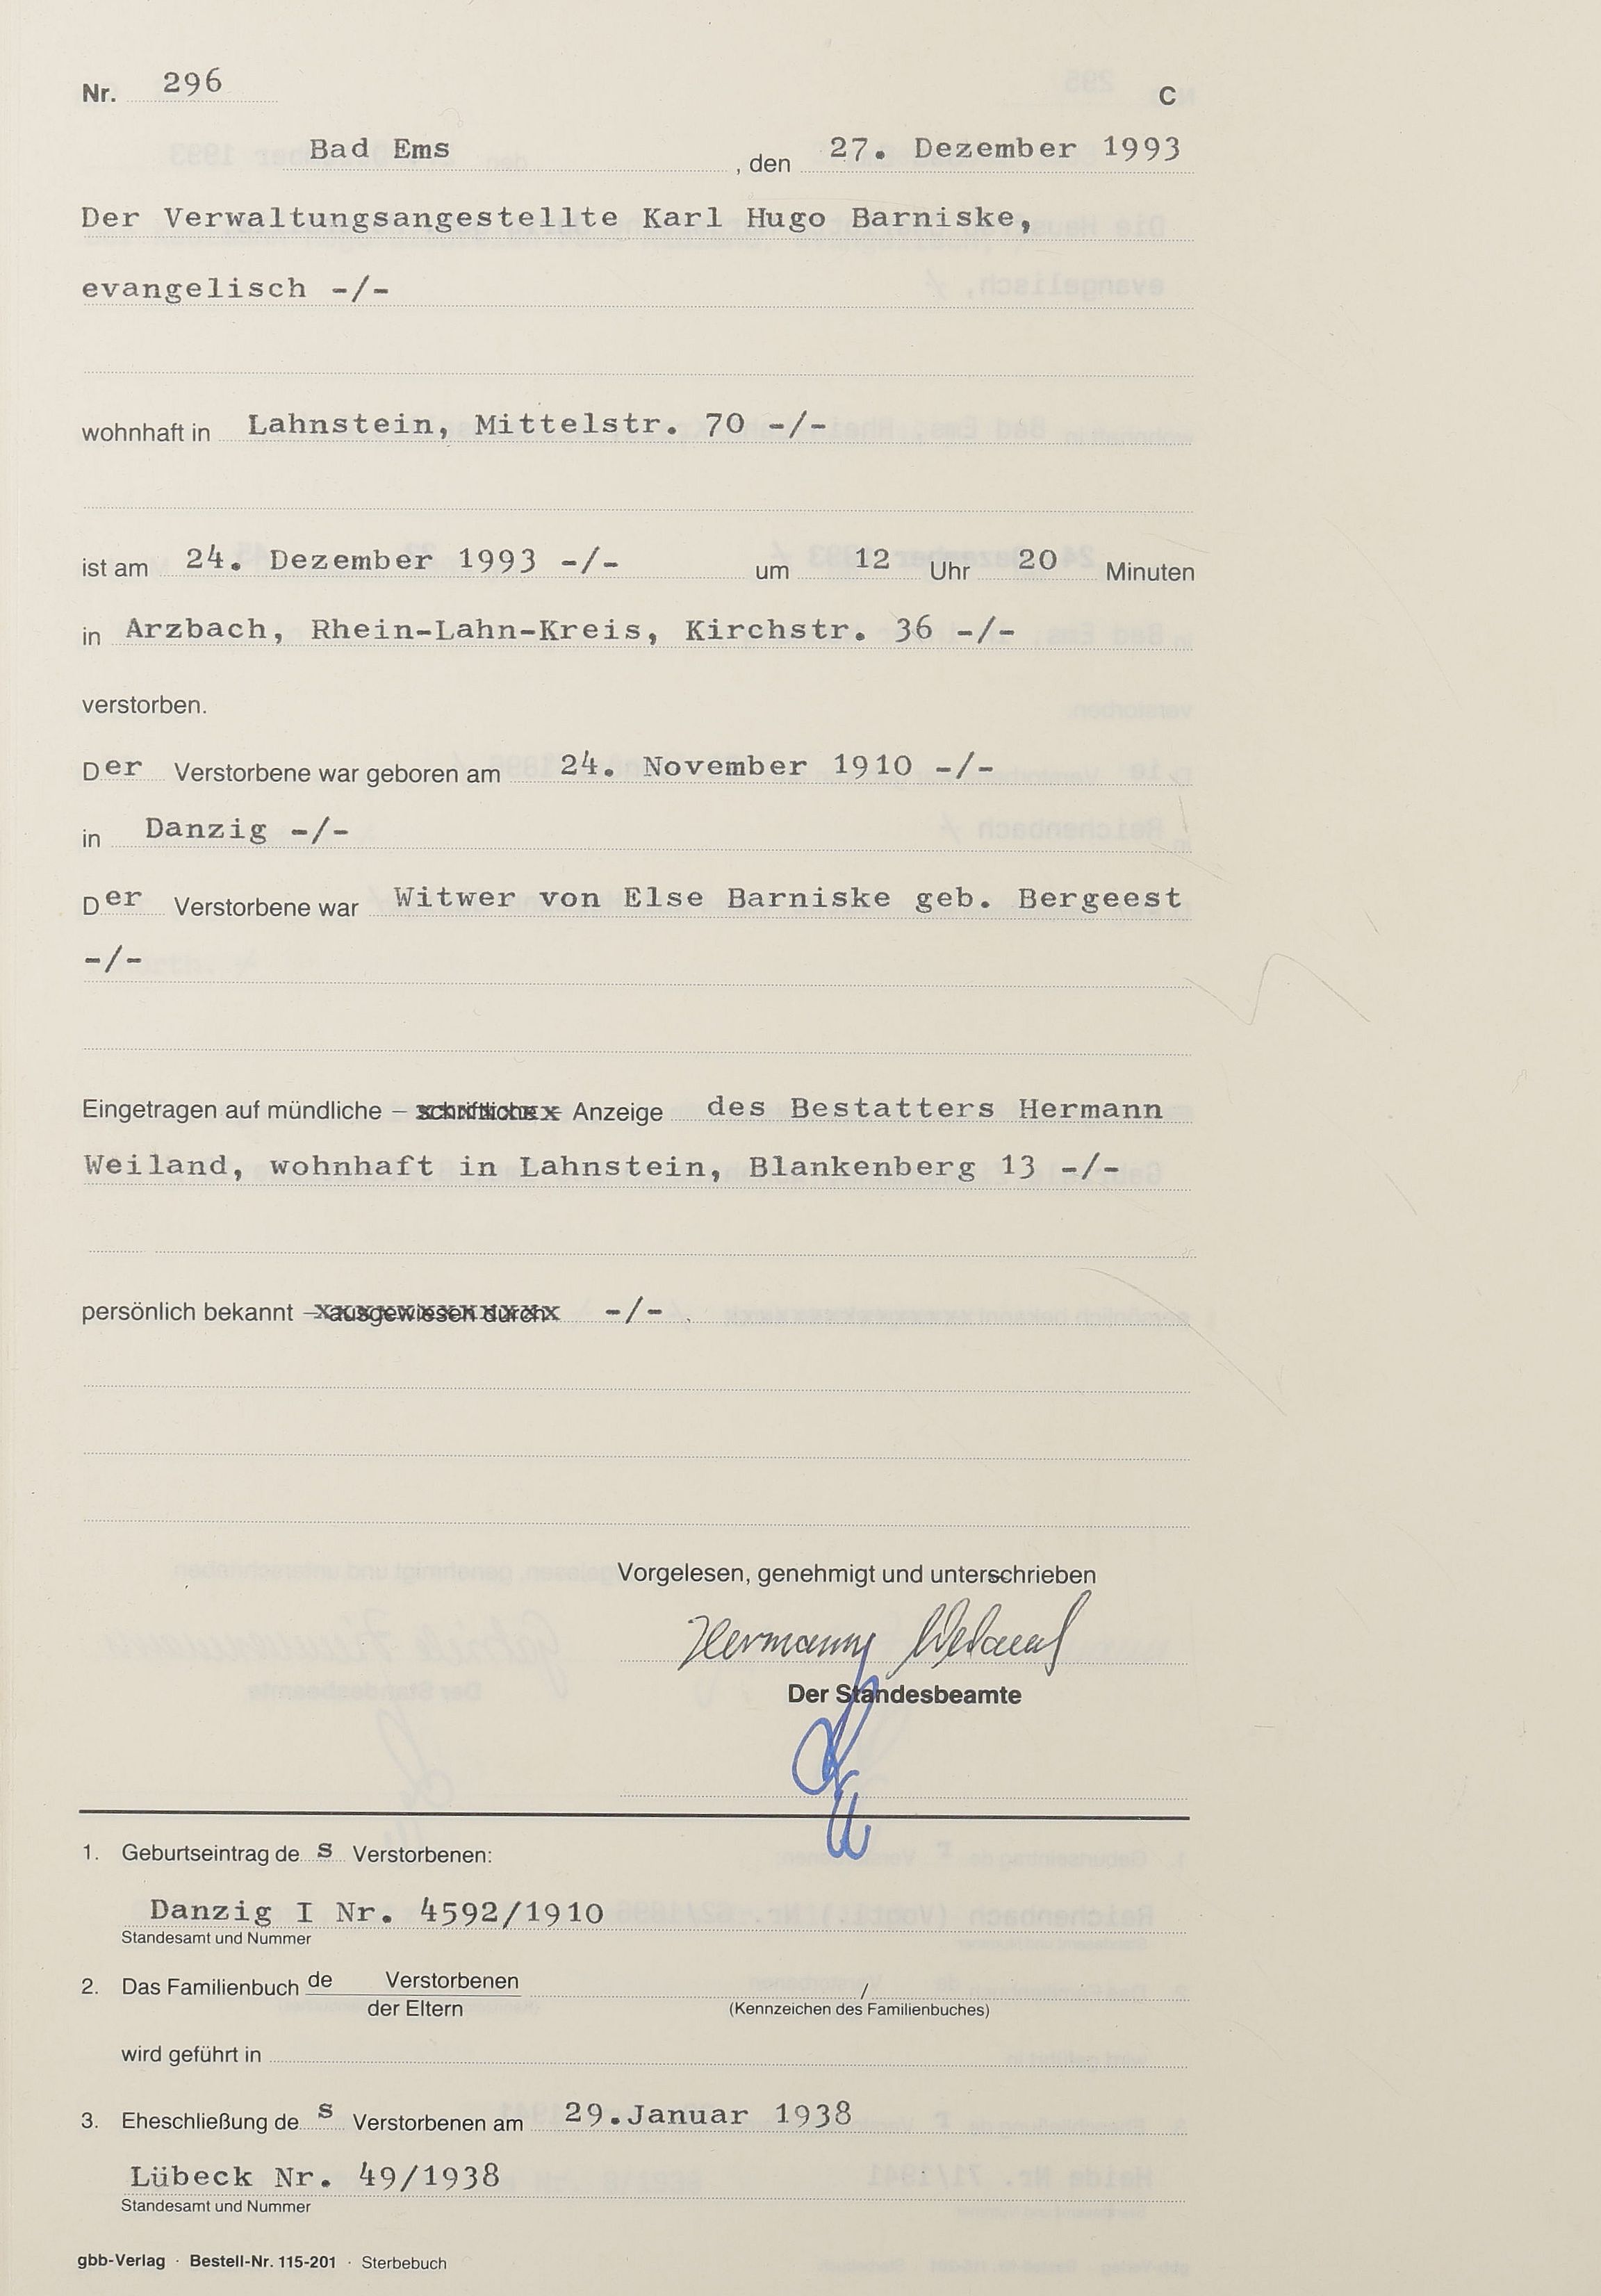 Nr. 296 C
Bad Ems , den 27. Dezember 1993
Der Verwaltungsangestellte Karl Hugo Barniske,
evangelisch -/-
wohnhaft in Lahnstein, Mittelstr. 70 -/-
ist am 24. Dezember 1993 -/- um 12 Uhr 20 Minuten
in Arzbach, Rhein-Lahn-Kreis, Kirchstr. 36 -/-
verstorben.
Der Verstorbene war geboren am 24. November 1910 -/-
in Danzig -/-
Der Verstorbene war Witwer von Else Barniske geb. Bergeest
-/-
Eingetragen auf mündliche – schriftliche – Anzeige des Bestatters Hermann
Weiland, wohnhaft in Lahnstein, Blankenberg 13 -/-
persönlich bekannt – ausgewiesen durch -/-
Vorgelesen, genehmigt und unterschrieben
Hermann Weiland
Der Standesbeamte
1. Geburtseintrag des Verstorbenen:
Danzig I Nr. 4592/1910
Standesamt und Nummer
2. Das Familienbuch de Verstorbenen /
der Eltern (Kennzeichen des Familienbuches)
wird geführt in
3. Eheschließung des Verstorbenen am 29.Januar 1938
Lübeck Nr. 49/1938
Standesamt und Nummer
gbb-Verlag · Bestell-Nr. 115-201 · Sterbebuch